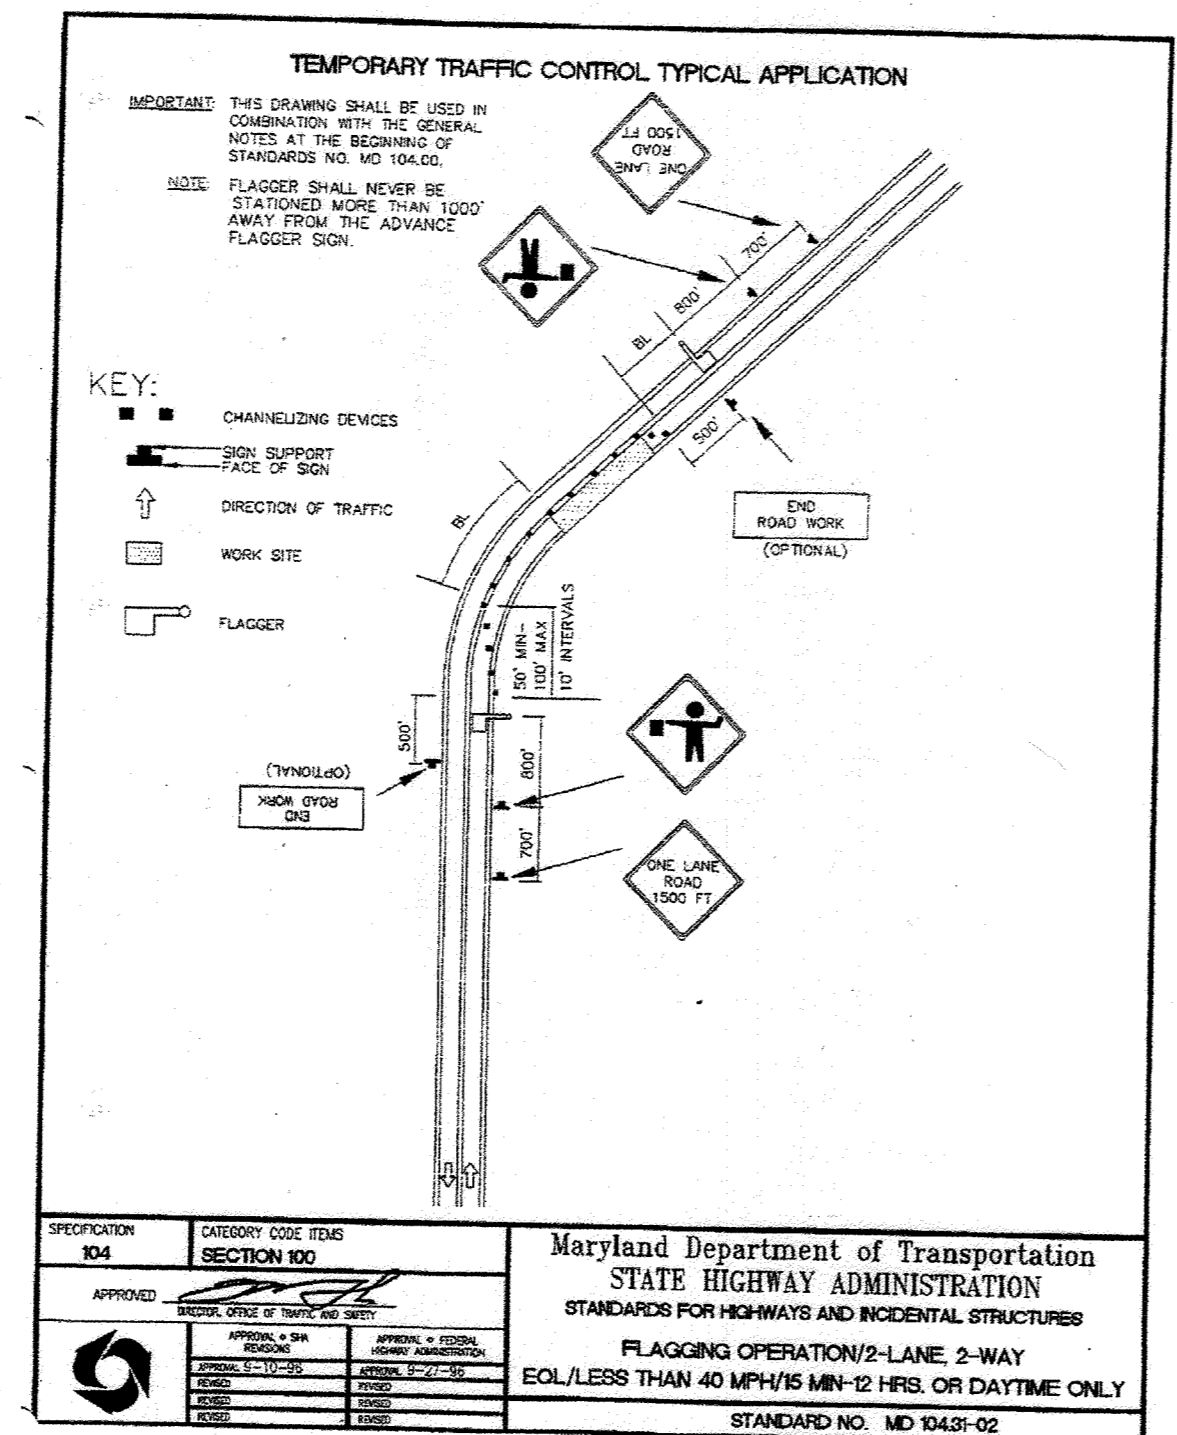 TEMPORARY TRAFFIC CONTROL TYPICAL APPLICATION
IMPORTANT: THIS DRAWING SHALL BE USED IN
COMBINATION WITH THE GENERAL
NOTES AT THE BEGINNING OF
STANDARDS NO. MD 104.00.
NOTE: FLAGGER SHALL NEVER BE
STATIONED MORE THAN 1000'
AWAY FROM THE ADVANCE
FLAGGER SIGN.
ONE LANE
ROAD
1500 FT
700'
800'
BL
500'
END
ROAD WORK
(OPTIONAL)
KEY:
CHANNELIZING DEVICES
SIGN SUPPORT
FACE OF SIGN
DIRECTION OF TRAFFIC
WORK SITE
FLAGGER
BL
50' MIN-
100' MAX
10' INTERVALS
500'
END
ROAD WORK
(OPTIONAL)
800'
700'
ONE LANE
ROAD
1500 FT
SPECIFICATION
104
CATEGORY CODE ITEMS
SECTION 100
APPROVED
DIRECTOR, OFFICE OF TRAFFIC AND SAFETY
APPROVAL • SHA
REVISIONS
APPROVAL 9-10-96
REVISED
REVISED
REVISED
APPROVAL • FEDERAL
HIGHWAY ADMINISTRATION
APPROVAL 9-27-96
REVISED
REVISED
REVISED
Maryland Department of Transportation
STATE HIGHWAY ADMINISTRATION
STANDARDS FOR HIGHWAYS AND INCIDENTAL STRUCTURES
FLAGGING OPERATION/2-LANE, 2-WAY
EOL/LESS THAN 40 MPH/15 MIN-12 HRS. OR DAYTIME ONLY
STANDARD NO. MD 104.31-02